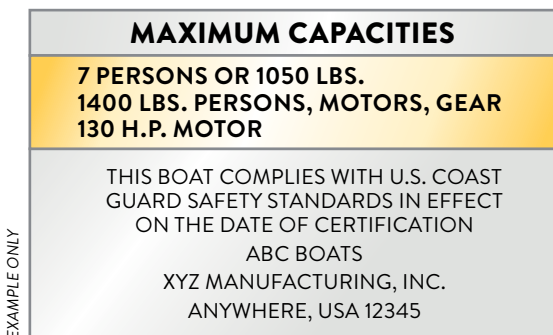 MAXIMUM CAPACITIES
7 PERSONS OR 1050 LBS.
1400 LBS. PERSONS, MOTORS, GEAR
130 H.P. MOTOR
THIS BOAT COMPLIES WITH U.S. COAST
GUARD SAFETY STANDARDS IN EFFECT
ON THE DATE OF CERTIFICATION
ABC BOATS
XYZ MANUFACTURING, INC.
ANYWHERE, USA 12345
EXAMPLE ONLY